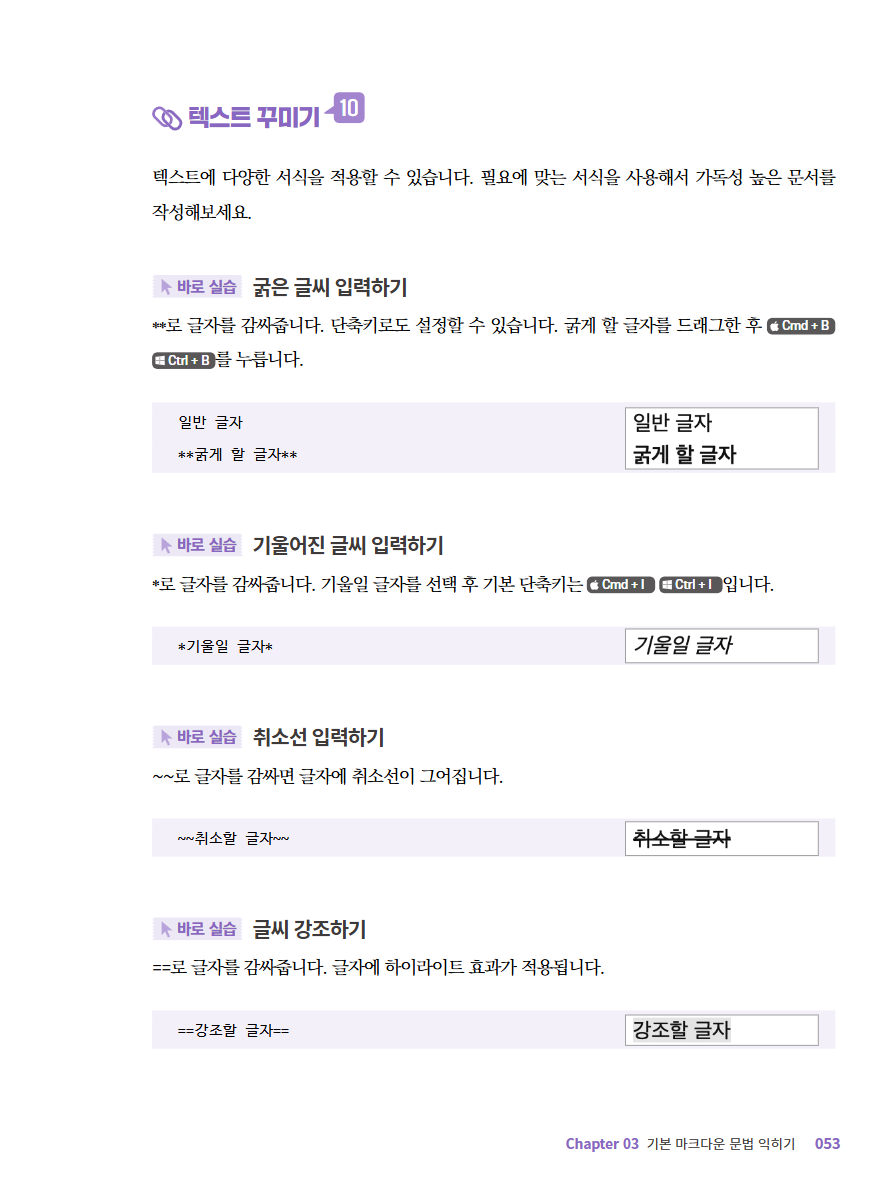 텍스트 꾸미기 10
텍스트에 다양한 서식을 적용할 수 있습니다. 필요에 맞는 서식을 사용해서 가독성 높은 문서를
작성해보세요.
바로 실습 굵은 글씨 입력하기
**로 글자를 감싸줍니다. 단축키로도 설정할 수 있습니다. 굵게 할 글자를 드래그한 후 Cmd + B
Ctrl + B를 누릅니다.
일반 글자
**굵게 할 글자**
일반 글자
굵게 할 글자
바로 실습 기울어진 글씨 입력하기
*로 글자를 감싸줍니다. 기울일 글자를 선택 후 기본 단축키는 Cmd + I Ctrl + I 입니다.
*기울일 글자*
기울일 글자
바로 실습 취소선 입력하기
~~로 글자를 감싸면 글자에 취소선이 그어집니다.
~~취소할 글자~~
취소할 글자
바로 실습 글씨 강조하기
==로 글자를 감싸줍니다. 글자에 하이라이트 효과가 적용됩니다.
==강조할 글자==
강조할 글자
Chapter 03 기본 마크다운 문법 익히기 053